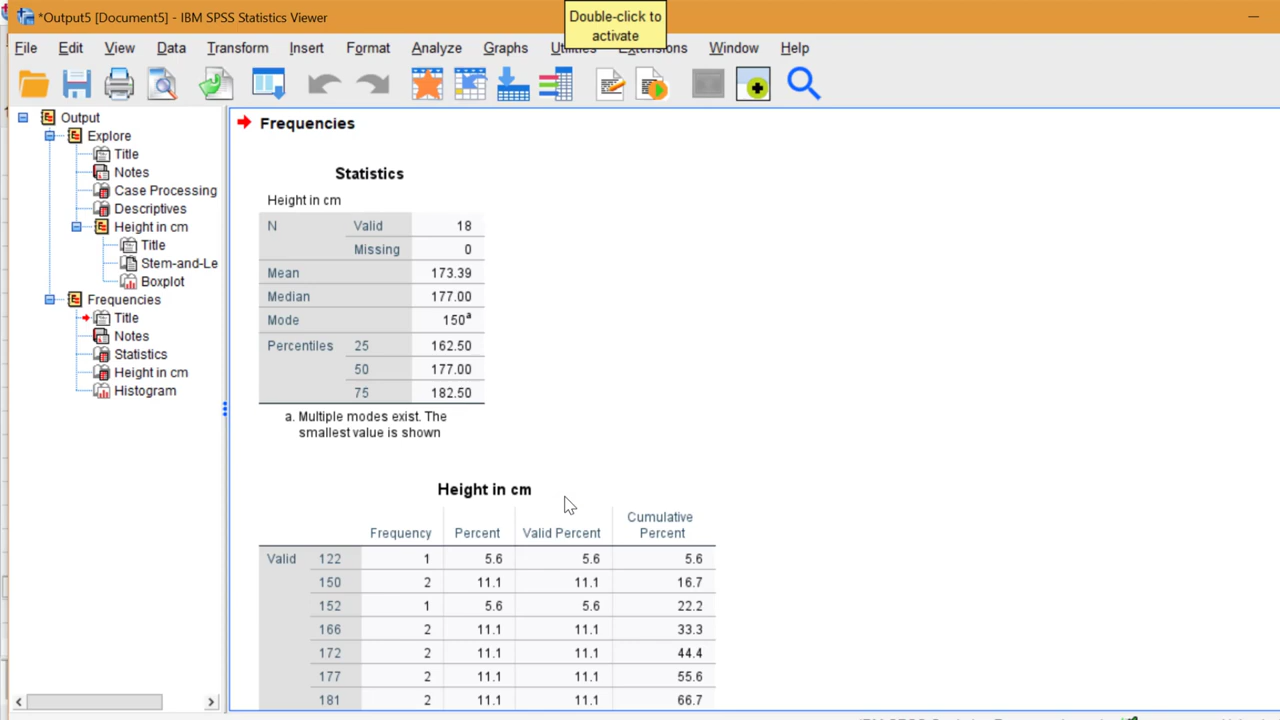 *Output5 [Document5] - IBM SPSS Statistics Viewer
Double-click to
activate
File Edit View Data Transform Insert Format Analyze Graphs Utilities Extensions Window Help
Output
Explore
Title
Notes
Case Processing
Descriptives
Height in cm
Title
Stem-and-Le
Boxplot
Frequencies
Title
Notes
Statistics
Height in cm
Histogram
Frequencies
Statistics
Height in cm
N Valid 18
Missing 0
Mean 173.39
Median 177.00
Mode 150a
Percentiles 25 162.50
50 177.00
75 182.50
a. Multiple modes exist. The
smallest value is shown
Height in cm
Frequency Percent Valid Percent Cumulative Percent
Valid 122 1 5.6 5.6 5.6
150 2 11.1 11.1 16.7
152 1 5.6 5.6 22.2
166 2 11.1 11.1 33.3
172 2 11.1 11.1 44.4
177 2 11.1 11.1 55.6
181 2 11.1 11.1 66.7